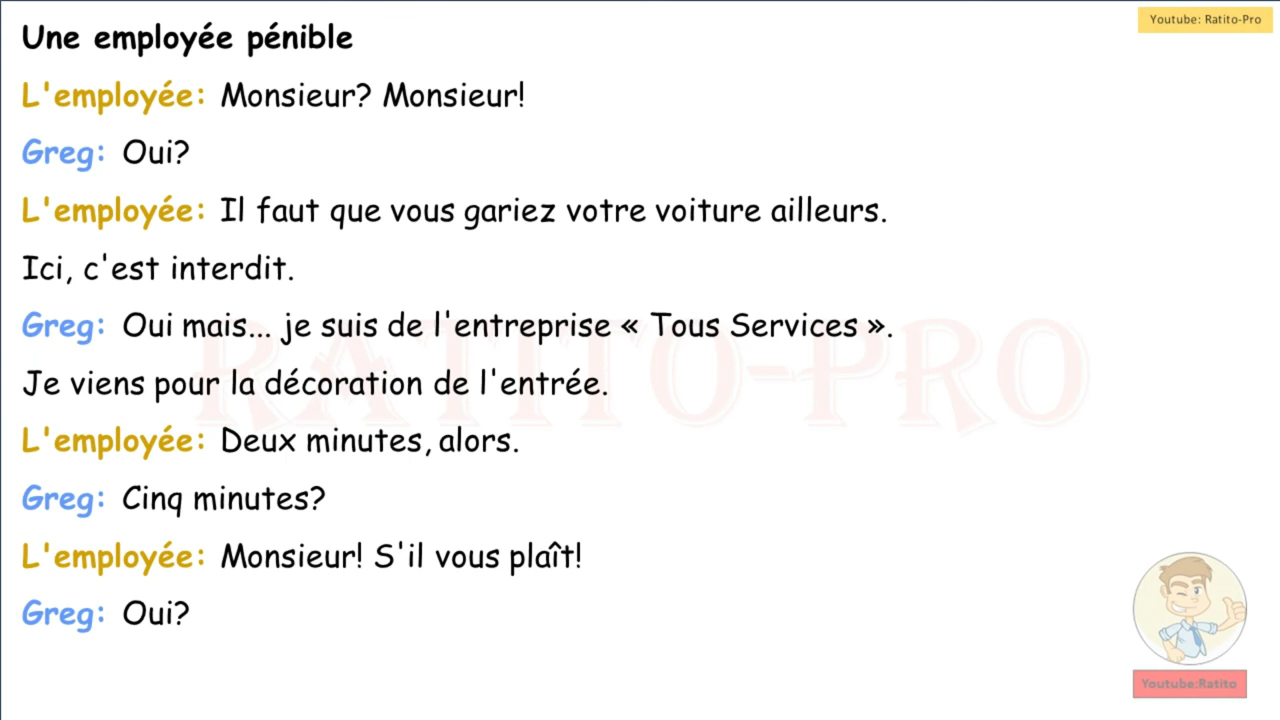 Youtube: Ratito-Pro
Une employée pénible
L'employée: Monsieur? Monsieur!
Greg: Oui?
L'employée: Il faut que vous gariez votre voiture ailleurs.
Ici, c'est interdit.
Greg: Oui mais... je suis de l'entreprise « Tous Services ».
RATITO-PRO
Je viens pour la décoration de l'entrée.
L'employée: Deux minutes, alors.
Greg: Cinq minutes?
L'employée: Monsieur! S'il vous plaît!
Greg: Oui?
Youtube:Ratito